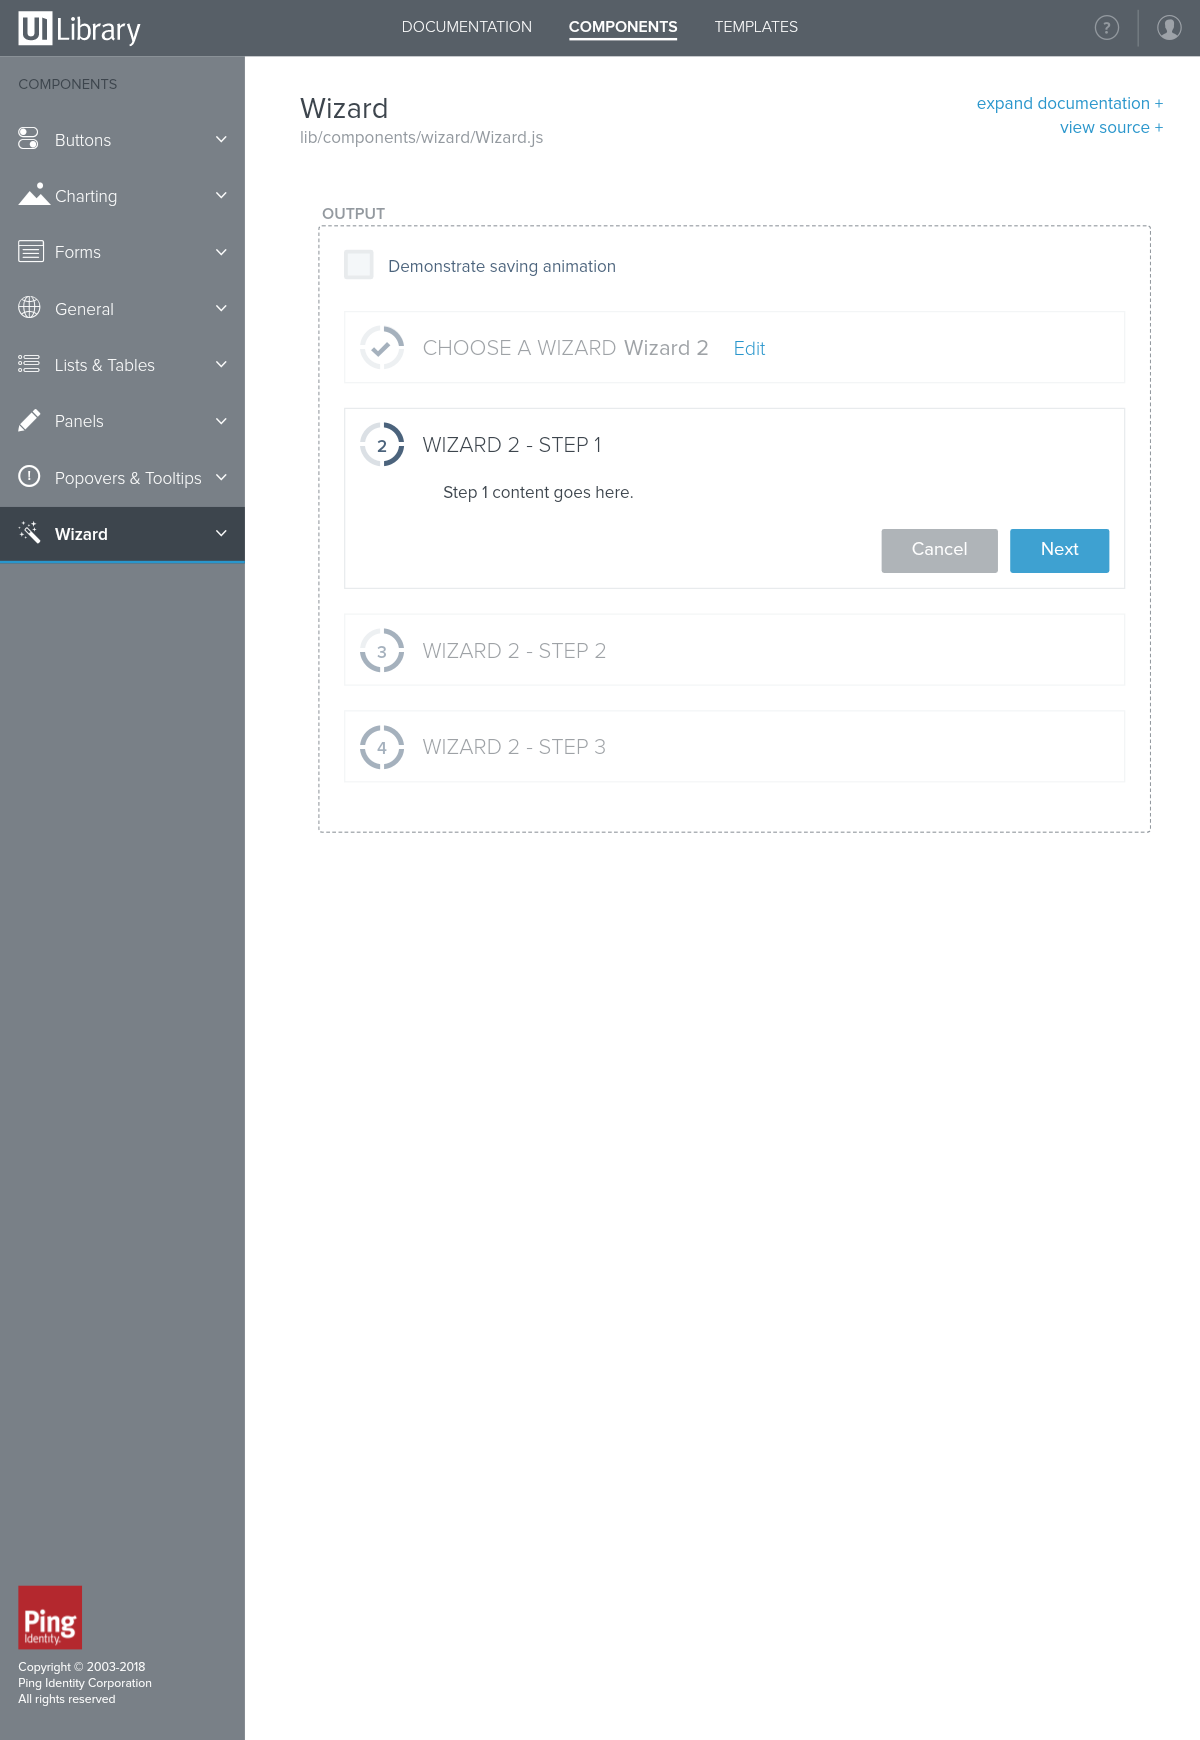 UI Library
DOCUMENTATION
COMPONENTS
TEMPLATES
?
COMPONENTS
Buttons
Charting
Forms
General
Lists & Tables
Panels
Popovers & Tooltips
Wizard
Wizard
lib/components/wizard/Wizard.js
expand documentation +
view source +
OUTPUT
Demonstrate saving animation
CHOOSE A WIZARD Wizard 2 Edit
2 WIZARD 2 - STEP 1
Step 1 content goes here.
Cancel Next
3 WIZARD 2 - STEP 2
4 WIZARD 2 - STEP 3
Ping
Identity.
Copyright © 2003-2018
Ping Identity Corporation
All rights reserved